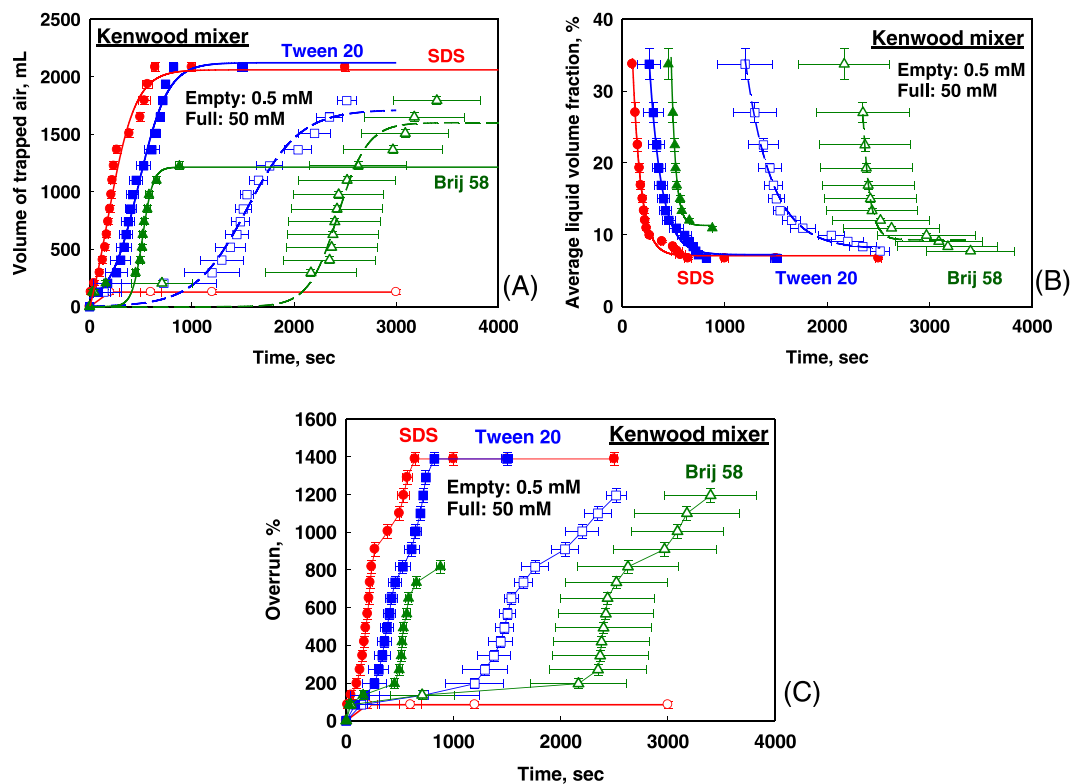 Kenwood mixer
Tween 20
SDS
Empty: 0.5 mM
Full: 50 mM
Brij 58
2500
2000
1500
1000
500
0
0
1000
2000
3000
4000
Volume of trapped air, mL
Time, sec
(A)
Kenwood mixer
Empty: 0.5 mM
Full: 50 mM
SDS
Tween 20
Brij 58
40
30
20
10
0
0
1000
2000
3000
4000
Average liquid volume fraction, %
Time, sec
(B)
SDS
Tween 20
Kenwood mixer
Empty: 0.5 mM
Full: 50 mM
Brij 58
1600
1400
1200
1000
800
600
400
200
0
0
1000
2000
3000
4000
Overrun, %
Time, sec
(C)